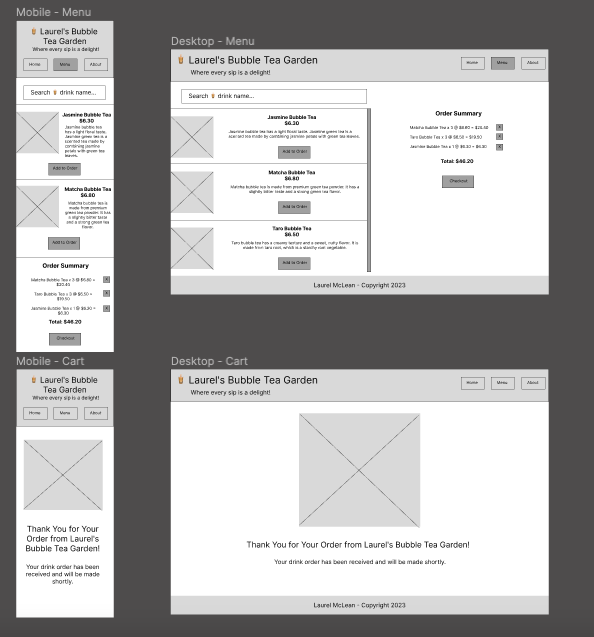 Mobile - Menu
Laurel's Bubble
Tea Garden
Where every sip is a delight!
Home
Menu
About
Search drink name...
Jasmine Bubble Tea
$6.30
Jasmine bubble tea
has a light floral taste.
Jasmine green tea is a
scented tea made by
combining jasmine
petals with green tea
leaves.
Add to Order
Matcha Bubble Tea
$6.80
Matcha bubble tea is
made from premium
green tea powder. It has
a slightly bitter taste
and a strong green tea
flavor.
Add to Order
Order Summary
Matcha Bubble Tea x 3 @ $6.80 =
$20.40
Taro Bubble Tea x 3 @ $6.50 =
$19.50
Jasmine Bubble Tea x 1 @ $6.30 =
$6.30
Total: $46.20
Checkout
Desktop - Menu
Laurel's Bubble Tea Garden
Where every sip is a delight!
Home
Menu
About
Search drink name...
Jasmine Bubble Tea
$6.30
Jasmine bubble tea has a light floral taste. Jasmine green tea is a
scented tea made by combining jasmine petals with green tea leaves.
Add to Order
Matcha Bubble Tea
$6.80
Matcha bubble tea is made from premium green tea powder. It has a
slightly bitter taste and a strong green tea flavor.
Add to Order
Taro Bubble Tea
$6.50
Taro bubble tea has a creamy texture and a sweet, nutty flavor. It is
made from taro root, which is a starchy root vegetable.
Add to Order
Order Summary
Matcha Bubble Tea x 3 @ $6.80 = $20.40
Taro Bubble Tea x 3 @ $6.50 = $19.50
Jasmine Bubble Tea x 1 @ $6.30 = $6.30
Total: $46.20
Checkout
Laurel McLean - Copyright 2023
Mobile - Cart
Laurel's Bubble
Tea Garden
Where every sip is a delight!
Home
Menu
About
Thank You for Your
Order from Laurel's
Bubble Tea Garden!
Your drink order has been
received and will be made
shortly.
Desktop - Cart
Laurel's Bubble Tea Garden
Where every sip is a delight!
Home
Menu
About
Thank You for Your Order from Laurel's Bubble Tea Garden!
Your drink order has been received and will be made shortly.
Laurel McLean - Copyright 2023